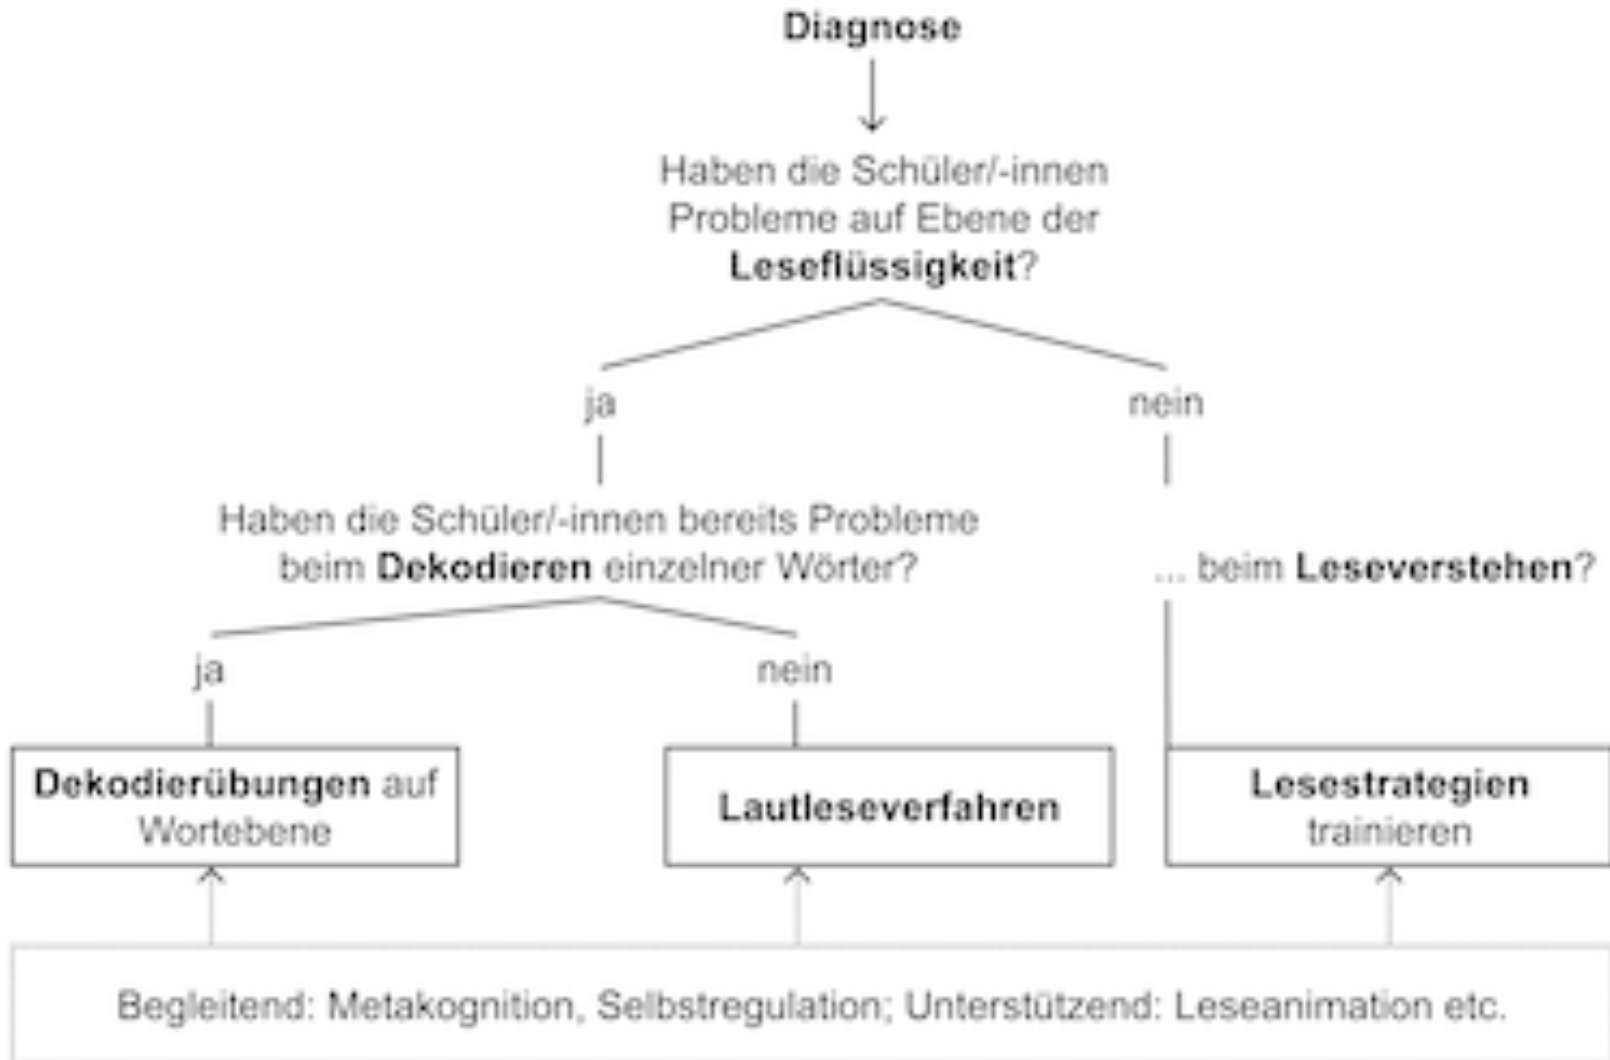 Diagnose
Haben die Schüler/-innen
Probleme auf Ebene der
Leseflüssigkeit?
ja
nein
Haben die Schüler/-innen bereits Probleme
beim Dekodieren einzelner Wörter?
... beim Leseverstehen?
ja
nein
Dekodierübungen auf
Wortebene
Lautleseverfahren
Lesestrategien
trainieren
Begleitend: Metakognition, Selbstregulation; Unterstützend: Leseanimation etc.